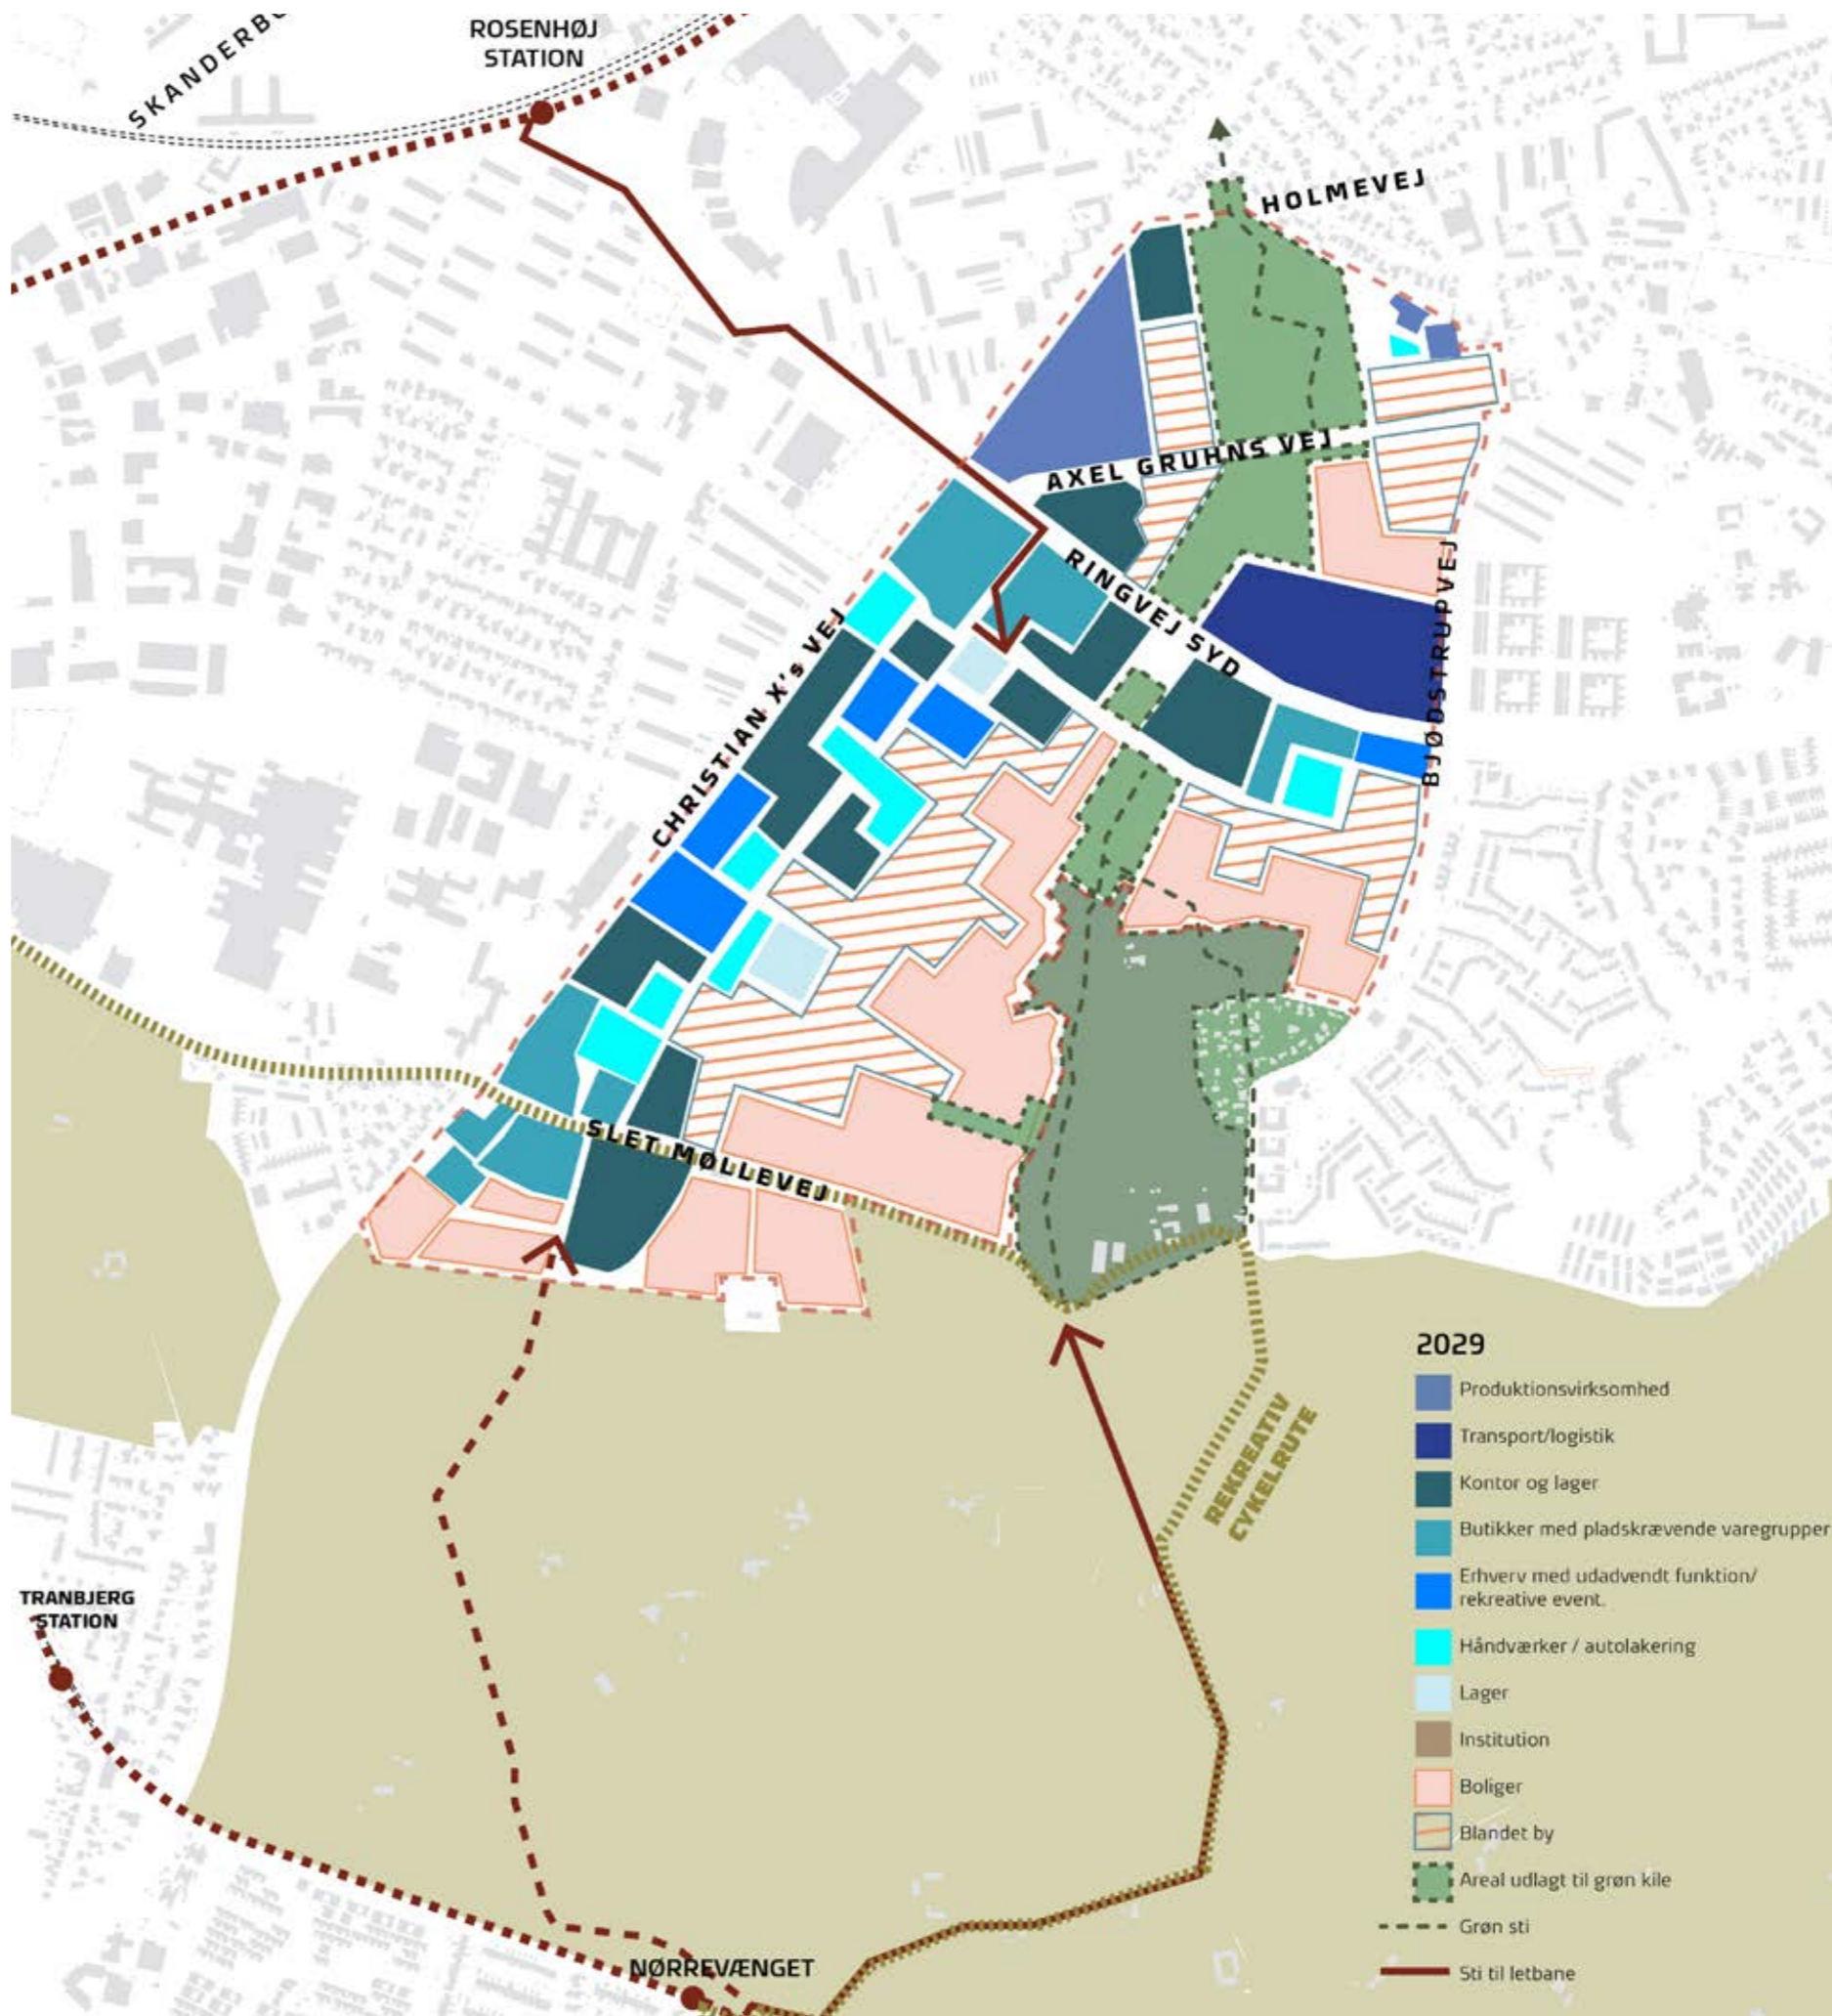 ROSENHØJ
STATION
SKANDERBO
HOLMEVEJ
AXEL GRUHNS VEJ
RINGVEJ SYD
BJØDSTRUPVEJ
CHRISTIAN X's VEJ
SLET MØLLEVEJ
REKREATIV
CYKELRUTE
TRANBJERG
STATION
NØRREVÆNGET
2029
Produktionsvirksomhed
Transport/logistik
Kontor og lager
Butikker med pladskrævende varegrupper
Erhverv med udadvendt funktion/
rekreative event.
Håndværker / autolakering
Lager
Institution
Boliger
Blandet by
Areal udlagt til grøn kile
Grøn sti
Sti til letbane